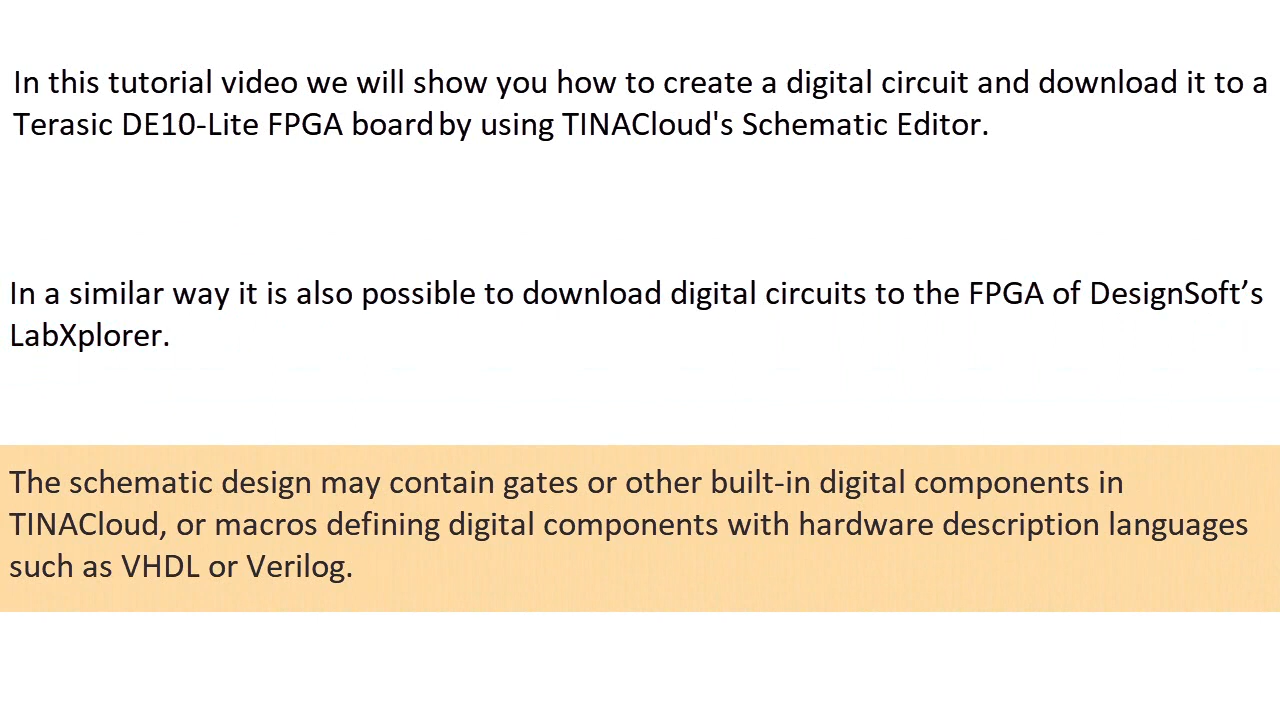 In this tutorial video we will show you how to create a digital circuit and download it to a
Terasic DE10-Lite FPGA board by using TINACloud's Schematic Editor.
In a similar way it is also possible to download digital circuits to the FPGA of DesignSoft’s
LabXplorer.
The schematic design may contain gates or other built-in digital components in
TINACloud, or macros defining digital components with hardware description languages
such as VHDL or Verilog.